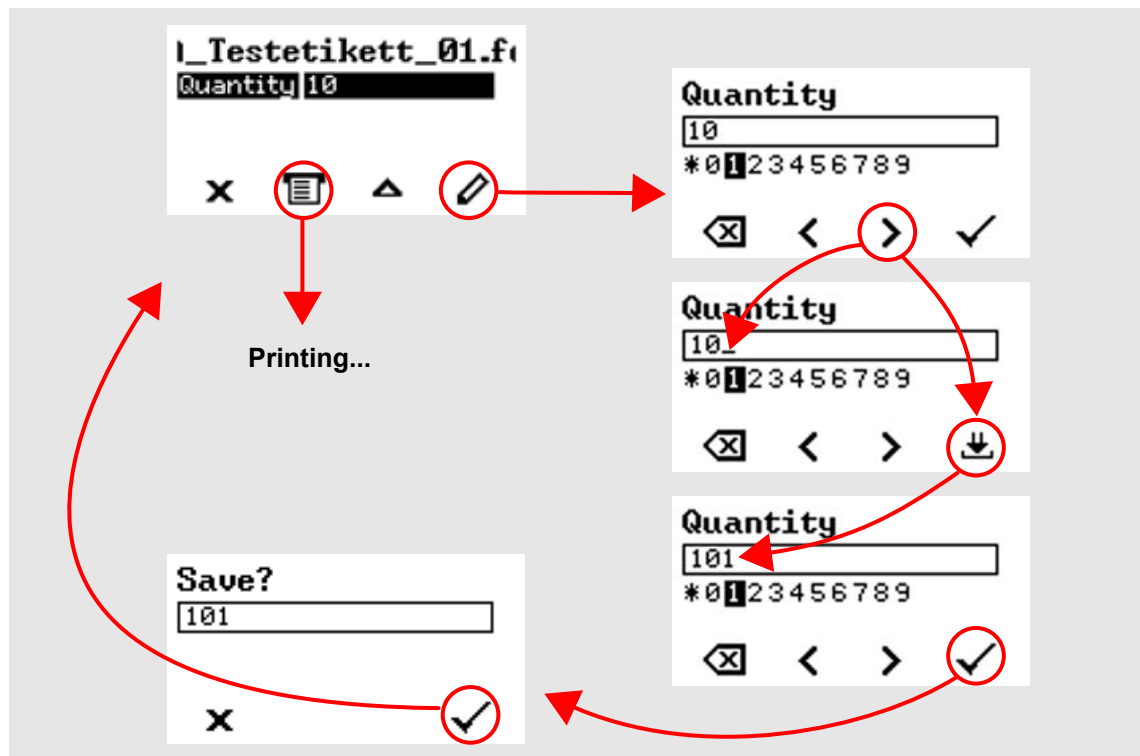 _Testetikett_01.f
Quantity 10
Printing...
Quantity
10
*0123456789
Quantity
10_
*0123456789
Quantity
101
*0123456789
Save?
101